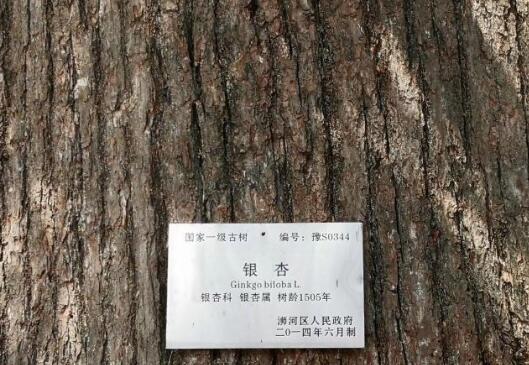 国家一级古树 编号：豫S0344
银杏
Ginkgo biloba L.
银杏科 银杏属 树龄1505年
浉河区人民政府
二0一四年六月制